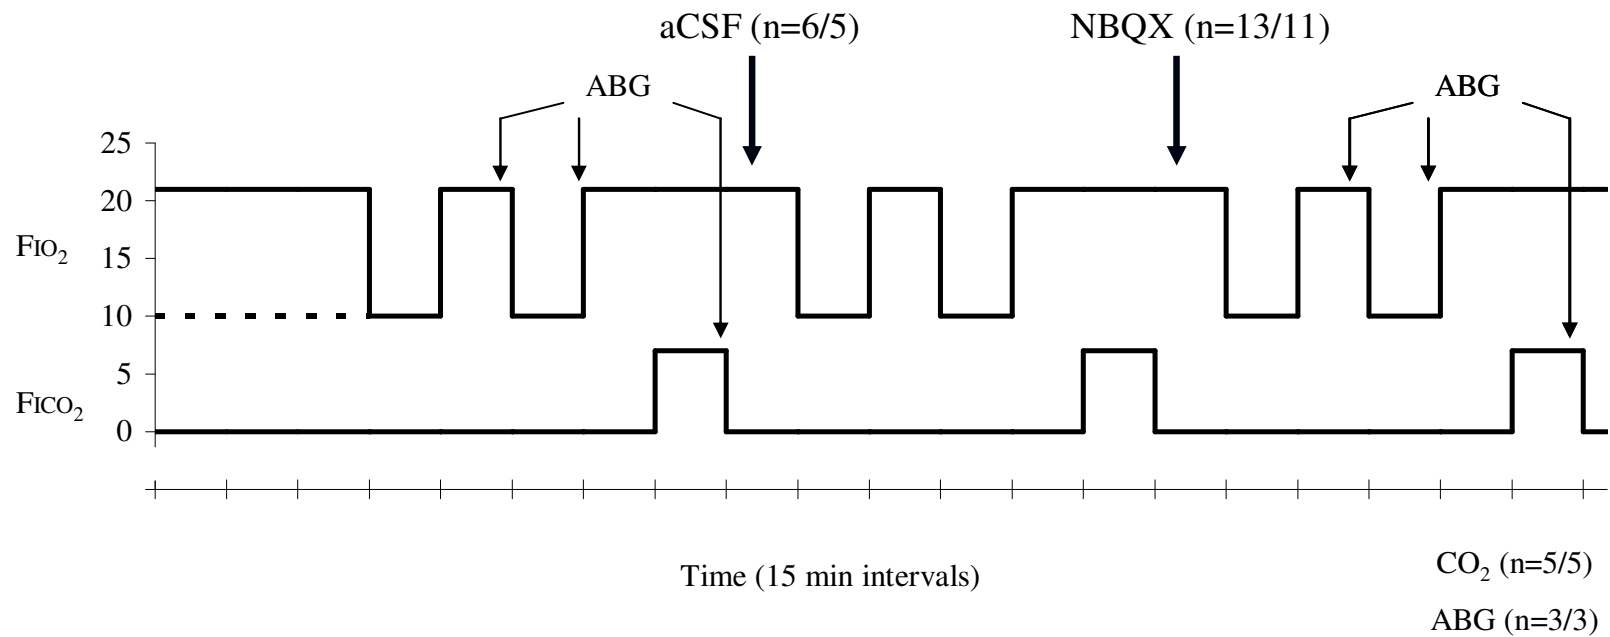 aCSF (n=6/5)
NBQX (n=13/11)
ABG
ABG
25
20
15
10
5
0
FIO₂
FICO₂
Time (15 min intervals)
CO₂ (n=5/5)
ABG (n=3/3)